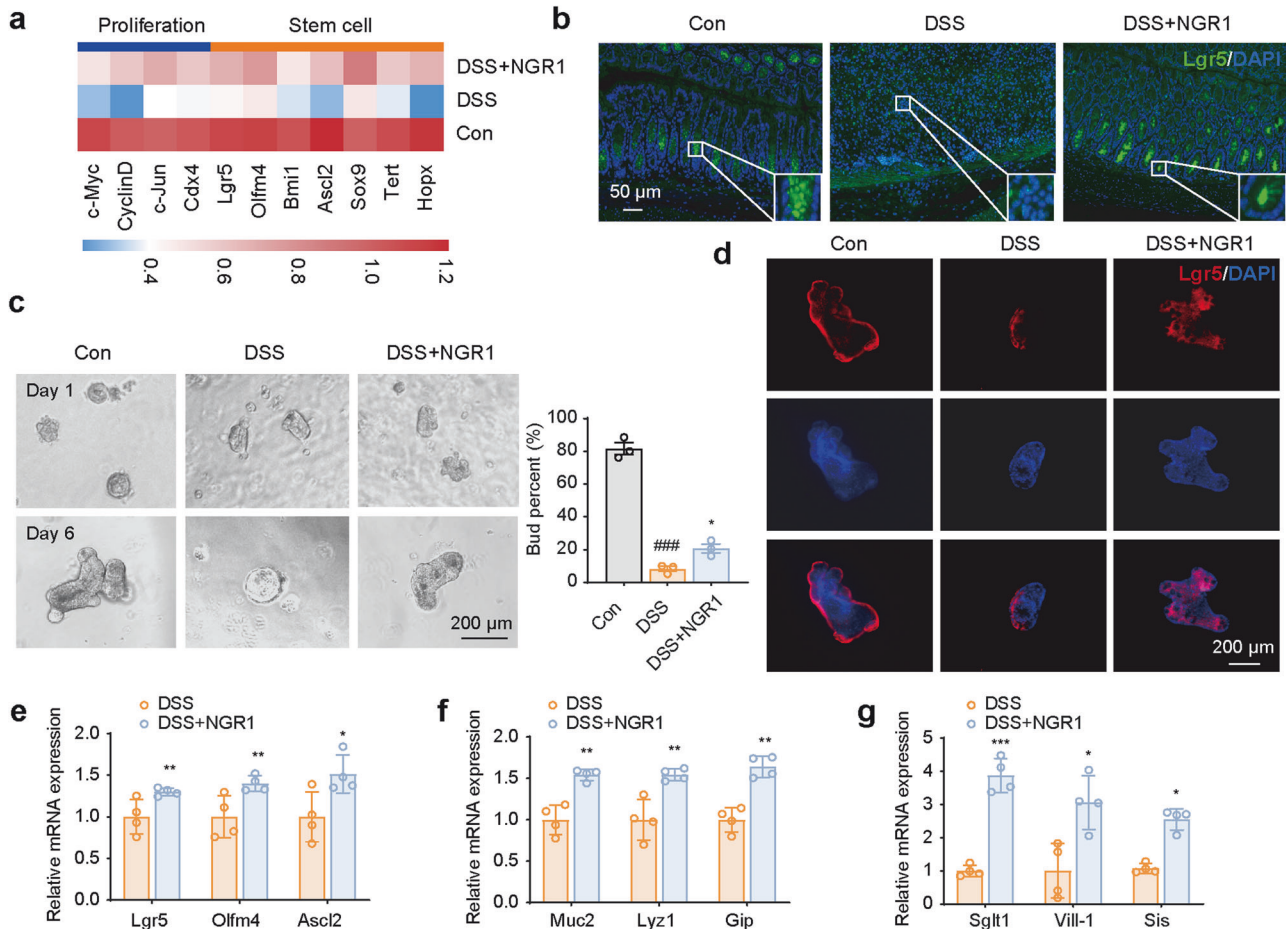 a
Proliferation Stem cell
DSS+NGR1
DSS
Con
c-Myc CyclinD c-Jun Cdx4 Lgr5 Olfm4 Bmi1 Ascl2 Sox9 Tert Hopx
0.4 0.6 0.8 1.0 1.2
b
Con DSS DSS+NGR1
Lgr5/DAPI
50 μm
c
Con DSS DSS+NGR1
Day 1
Day 6
200 μm
Bud percent (%)
100
80
60
40
20
0
###
*
Con DSS DSS+NGR1
d
Con DSS DSS+NGR1
Lgr5/DAPI
200 μm
e
DSS
DSS+NGR1
Relative mRNA expression
2.0
1.5
1.0
0.5
0.0
** ** *
Lgr5 Olfm4 Ascl2
f
DSS
DSS+NGR1
Relative mRNA expression
2.0
1.5
1.0
0.5
0.0
** ** **
Muc2 Lyz1 Gip
g
DSS
DSS+NGR1
Relative mRNA expression
5
4
3
2
1
0
*** * *
Sglt1 Vill-1 Sis